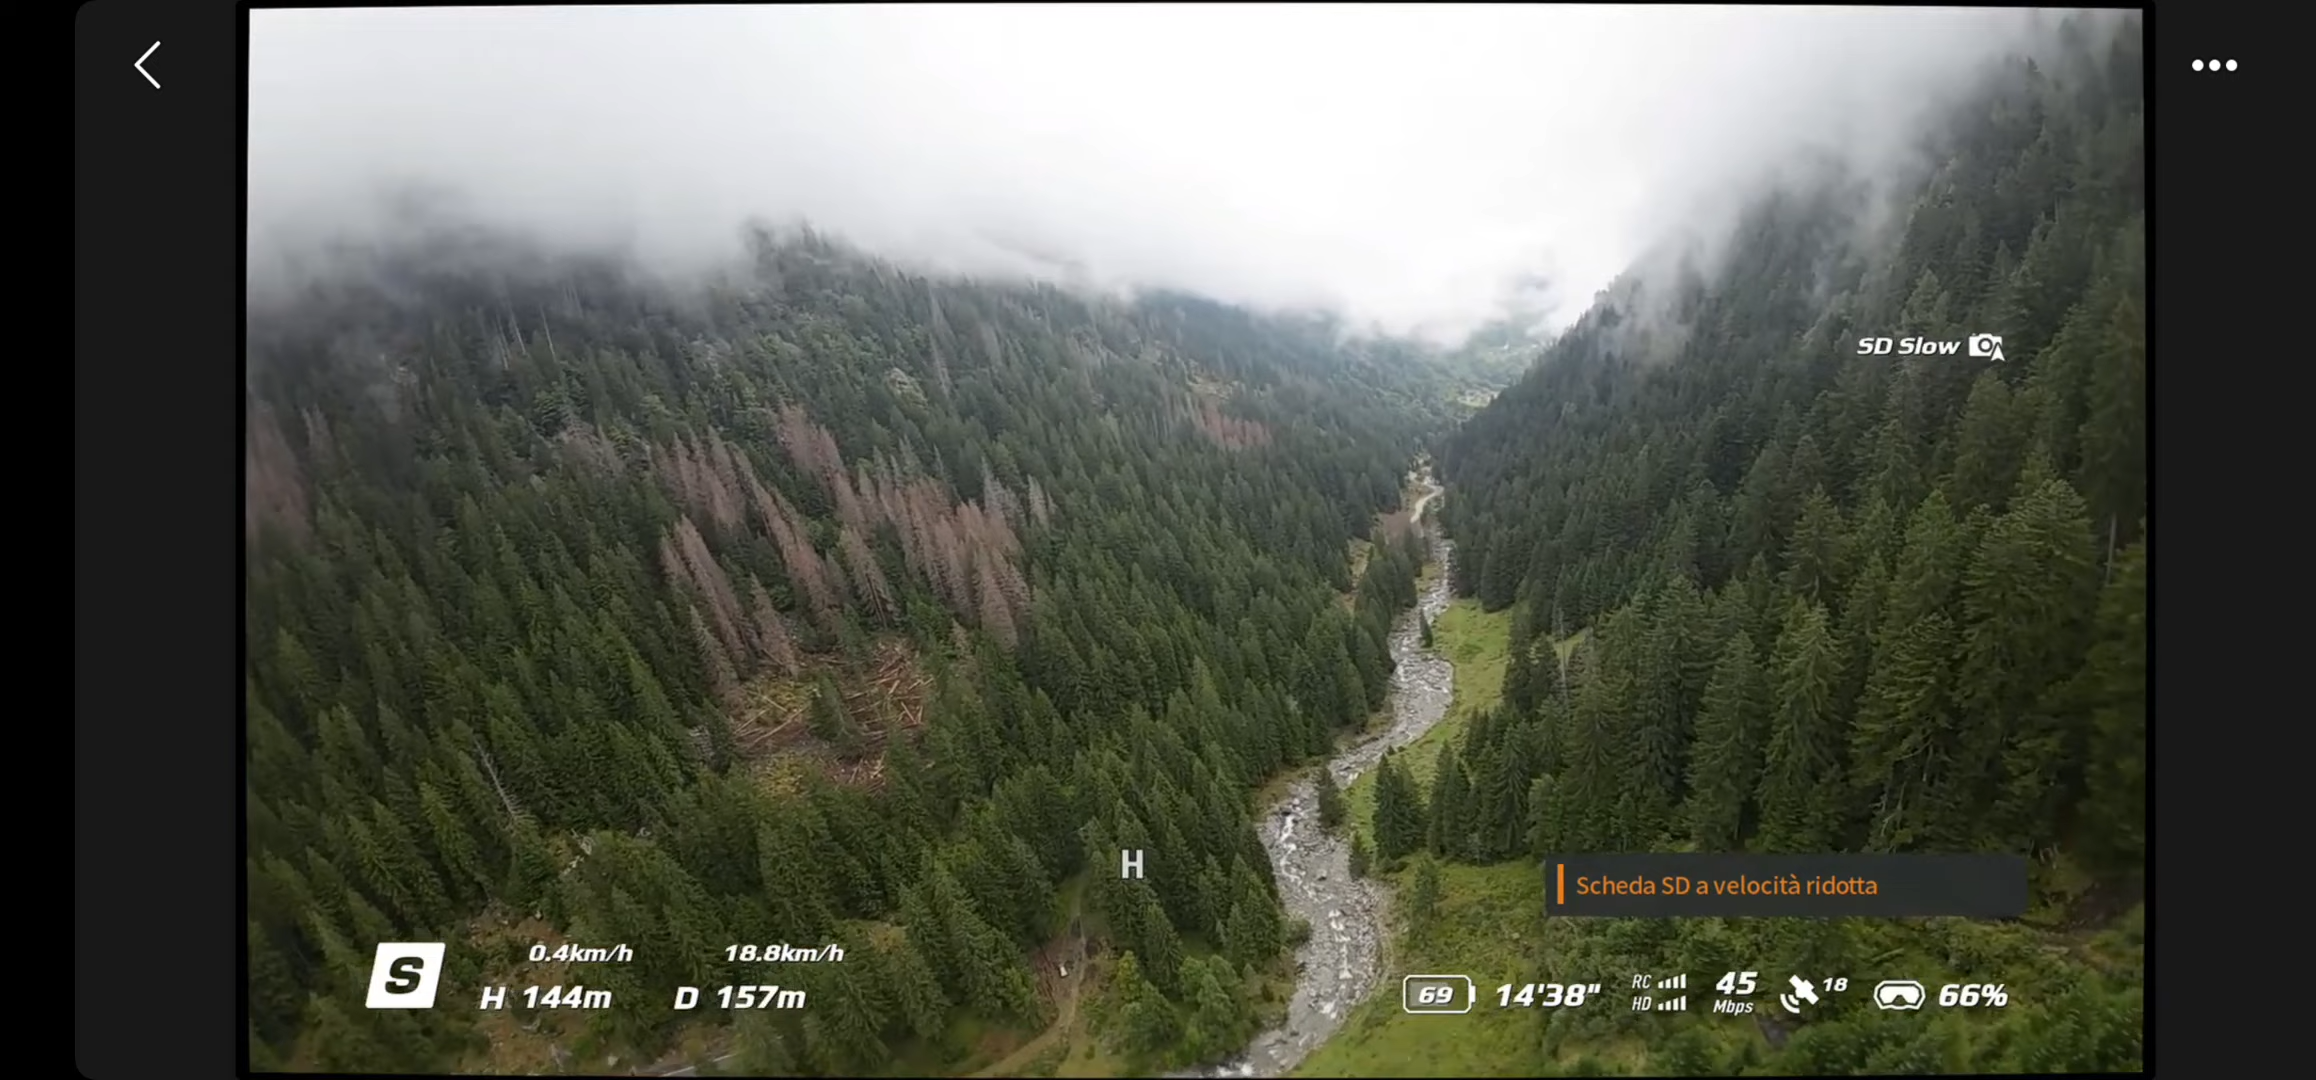 SD Slow
H
Scheda SD a velocità ridotta
S
0.4km/h 18.8km/h
H 144m D 157m
69 14'38" RC HD 45 Mbps 18 66%